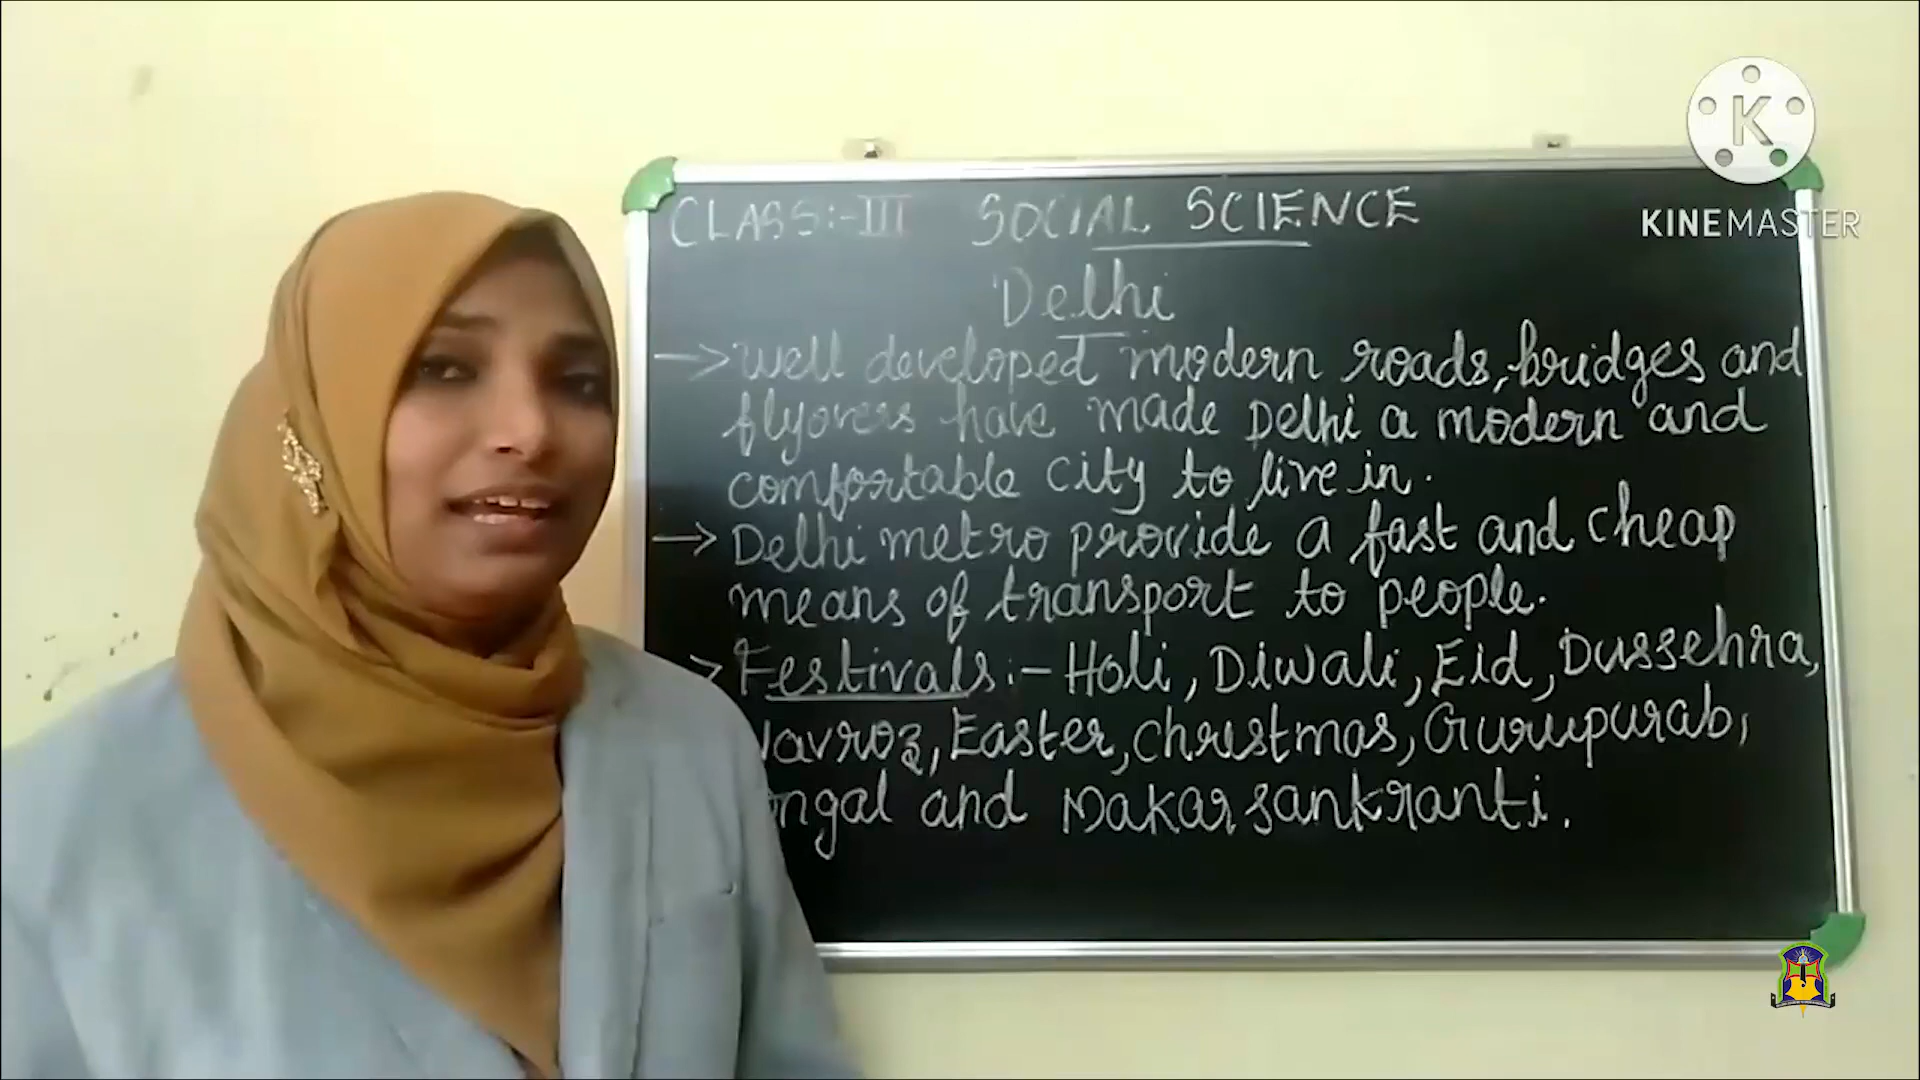 CLASS:-III SOCIAL SCIENCE
Delhi
→ Well developed modern roads, bridges and
flyovers have made Delhi a modern and
comfortable city to live in.
→ Delhi metro provide a fast and cheap
means of transport to people.
> Festivals:- Holi, Diwali, Eid, Dussehra,
avroz, Easter, Christmas, Gurupurab,
ongal and Makar sankranti.
K
KINEMASTER